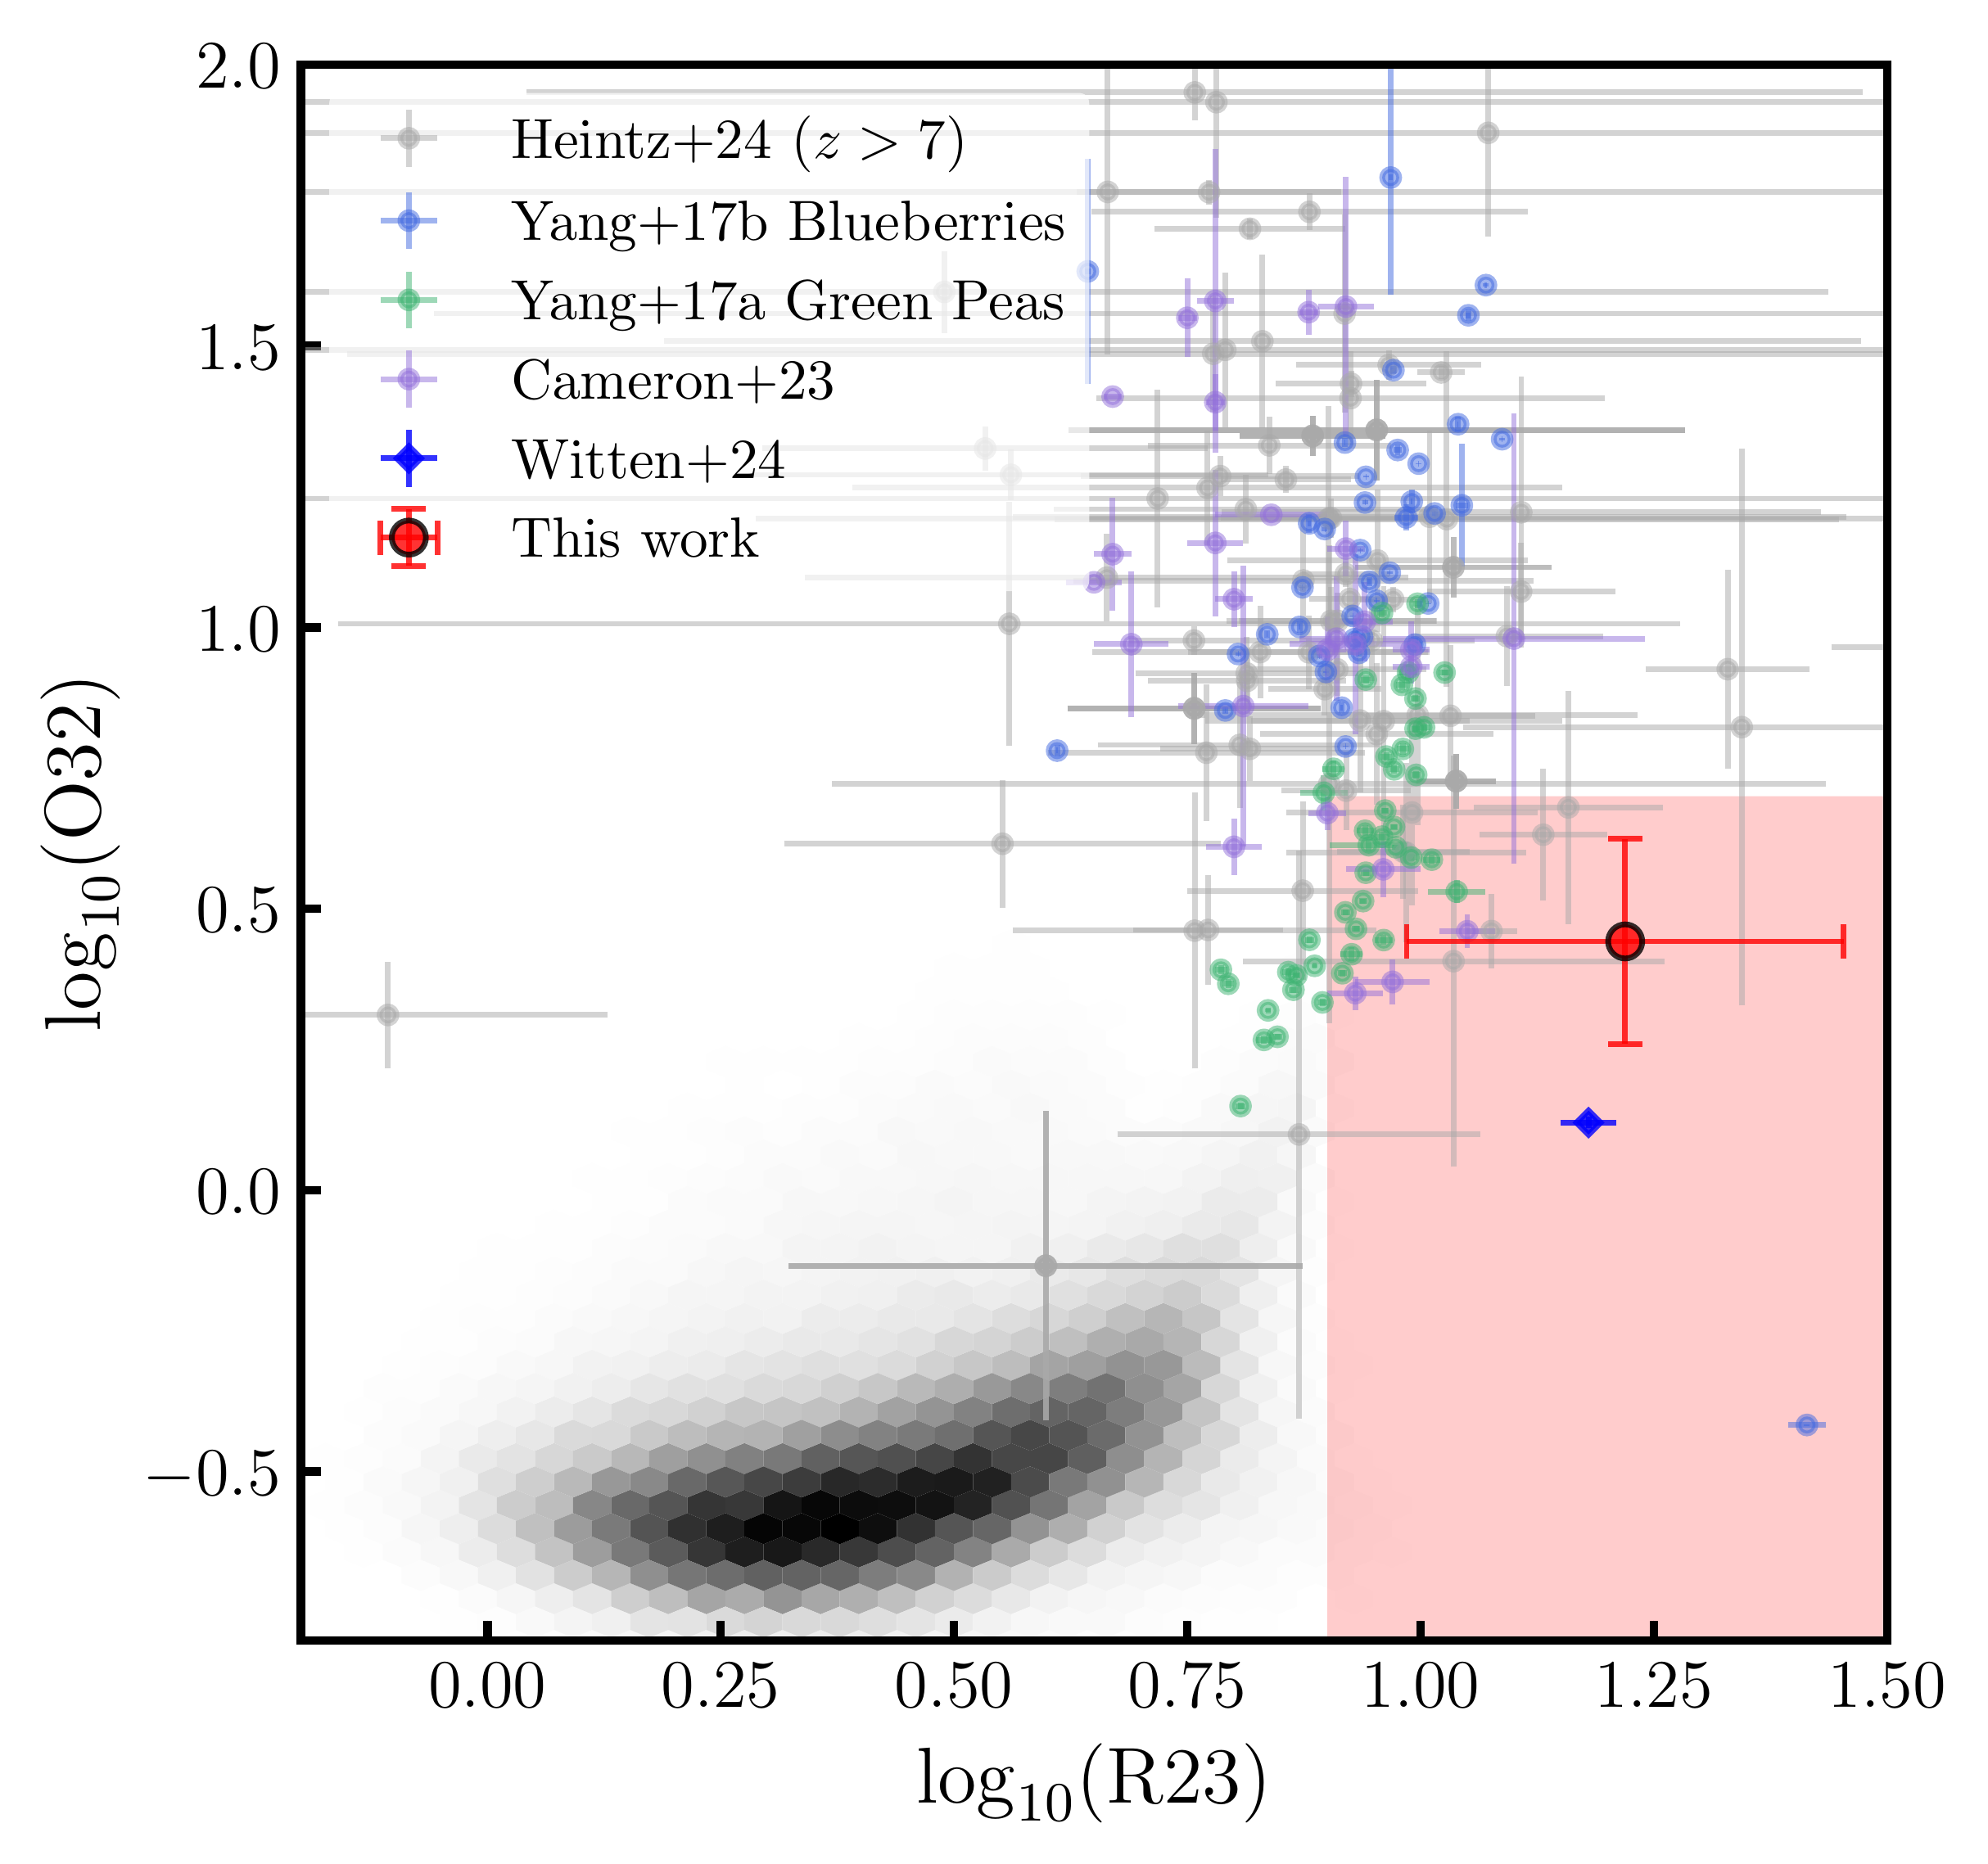 2.0
1.5
1.0
0.5
0.0
−0.5
log10(O32)
Heintz+24 (z > 7)
Yang+17b Blueberries
Yang+17a Green Peas
Cameron+23
Witten+24
This work
0.00 0.25 0.50 0.75 1.00 1.25 1.50
log10(R23)